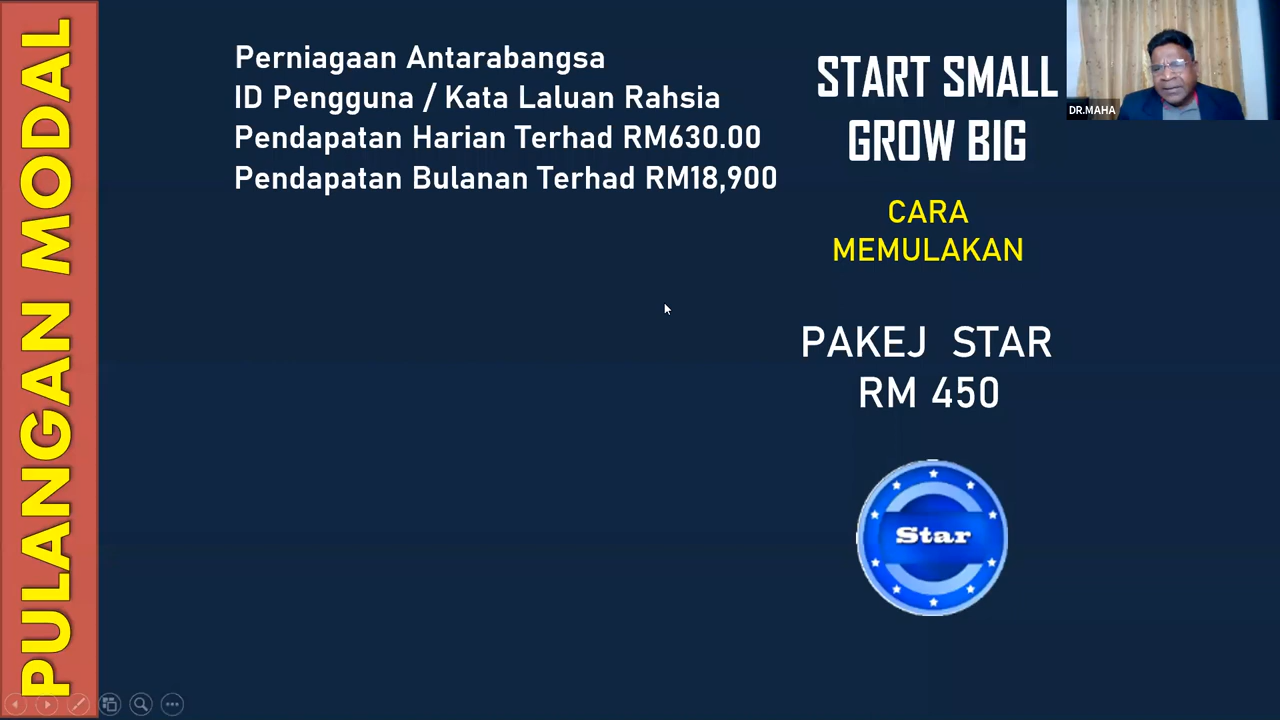 PULANGAN MODAL
Perniagaan Antarabangsa
ID Pengguna / Kata Laluan Rahsia
Pendapatan Harian Terhad RM630.00
Pendapatan Bulanan Terhad RM18,900
START SMALL
GROW BIG
DR.MAHA
CARA
MEMULAKAN
PAKEJ STAR
RM 450
Star